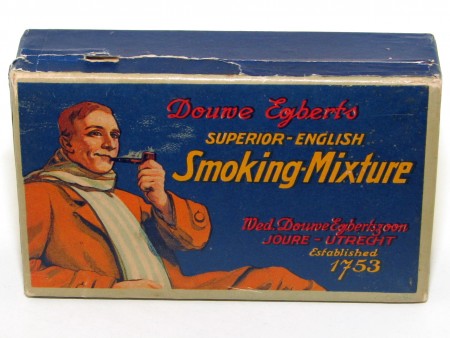 Douwe Egberts
SUPERIOR-ENGLISH
Smoking-Mixture
Wed. Douwe Egbertszoon
JOURE - UTRECHT
Established
1753